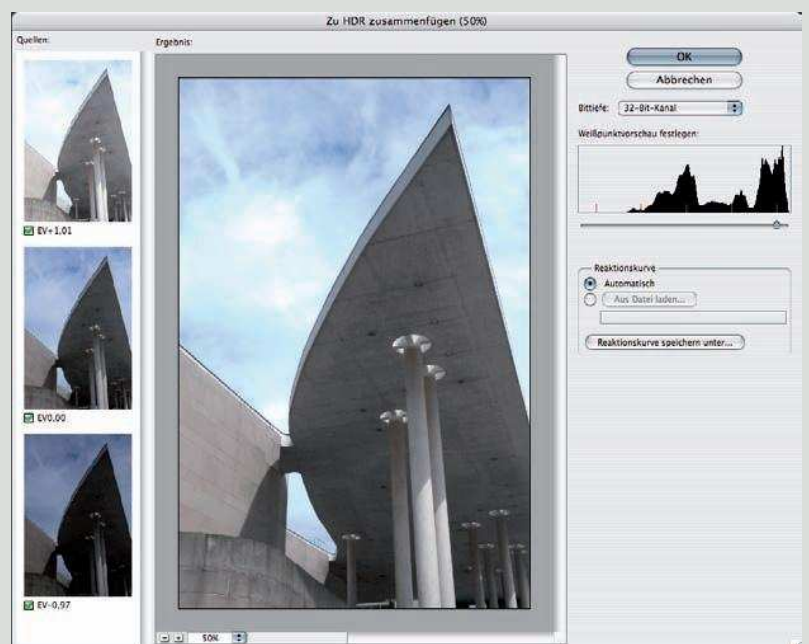 Zu HDR zusammenfügen (50%)
Quellen:
EV+1,01
EV0,00
EV-0,97
Ergebnis:
50%
OK
Abbrechen
Bittiefe: 32-Bit-Kanal
Weißpunktvorschau festlegen:
Reaktionskurve
Automatisch
Aus Datei laden...
Reaktionskurve speichern unter...